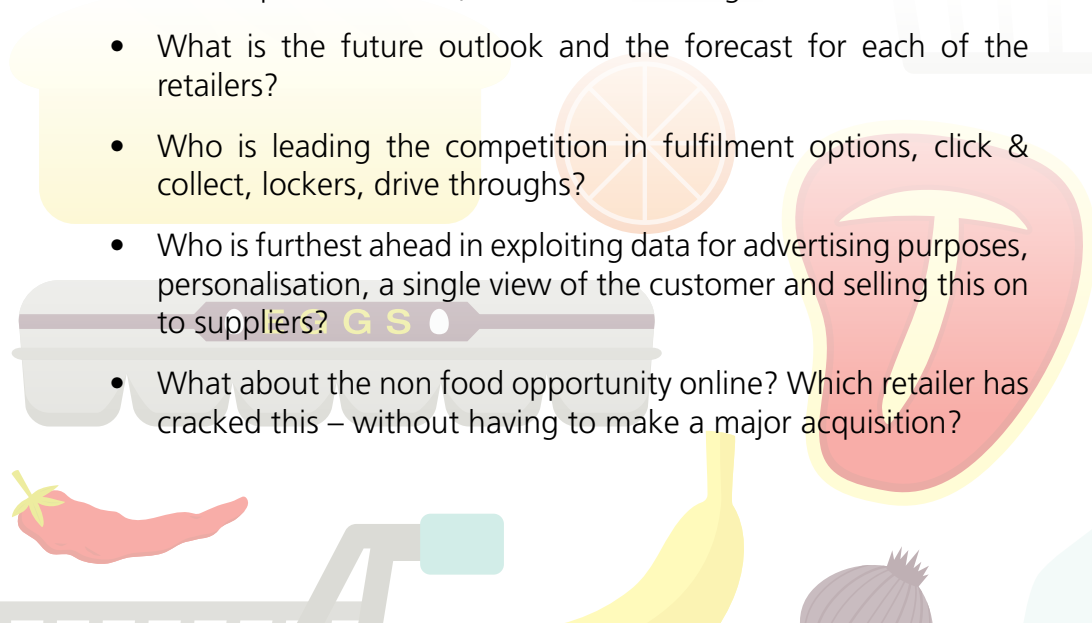 • What is the future outlook and the forecast for each of the
retailers?
• Who is leading the competition in fulfilment options, click &
collect, lockers, drive throughs?
• Who is furthest ahead in exploiting data for advertising purposes,
personalisation, a single view of the customer and selling this on
to suppliers?
EGGS
• What about the non food opportunity online? Which retailer has
cracked this – without having to make a major acquisition?